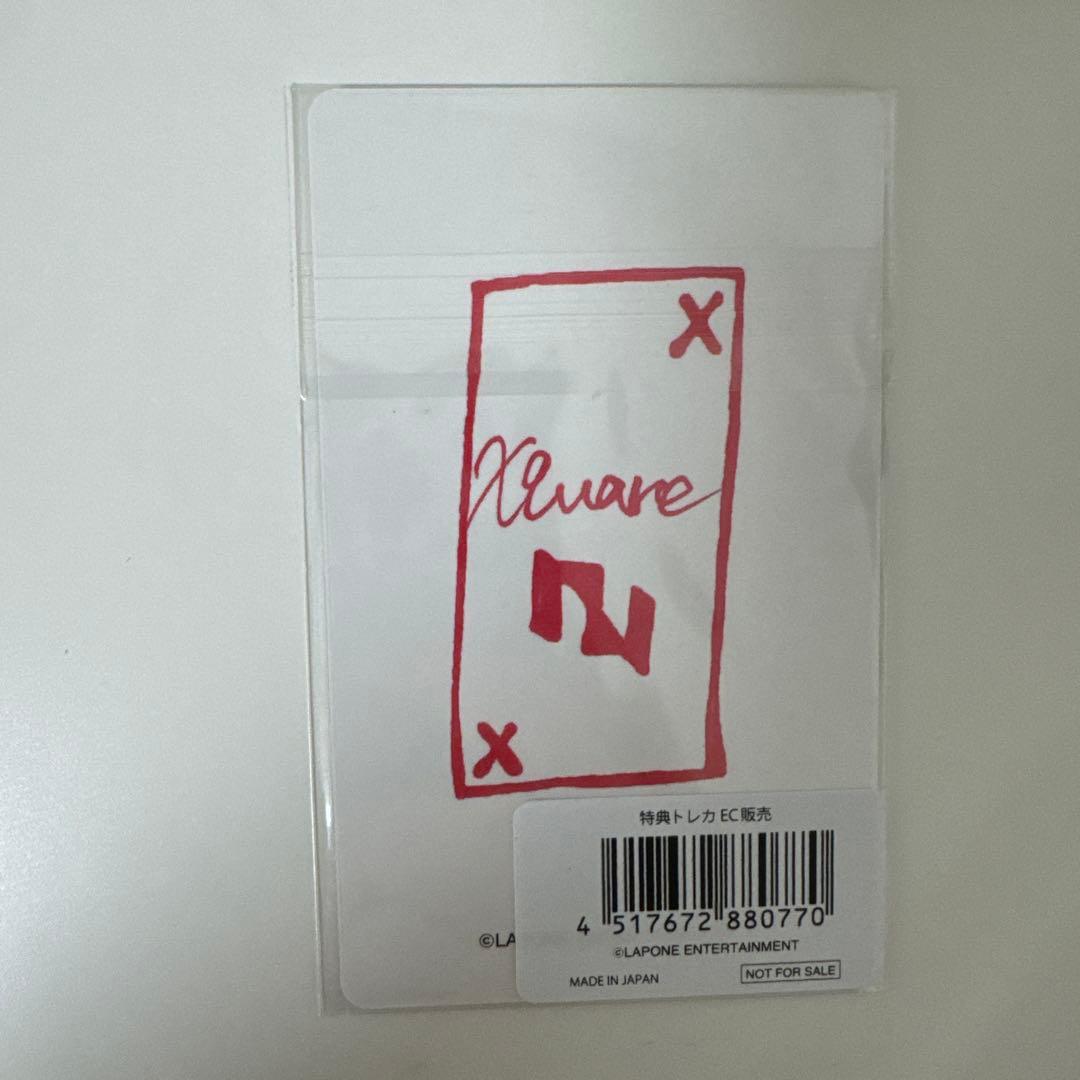 X
Xquare
X
特典トレカ EC販売
4 517672 880770
©LA
©LAPONE ENTERTAINMENT
MADE IN JAPAN
NOT FOR SALE